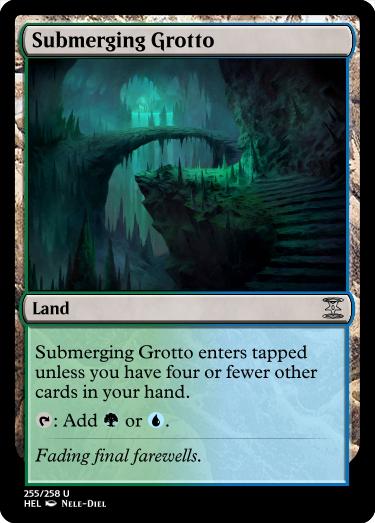 Submerging Grotto
Land
Submerging Grotto enters tapped
unless you have four or fewer other
cards in your hand.
: Add or .
Fading final farewells.
255/258 U
HEL Nele-Diel